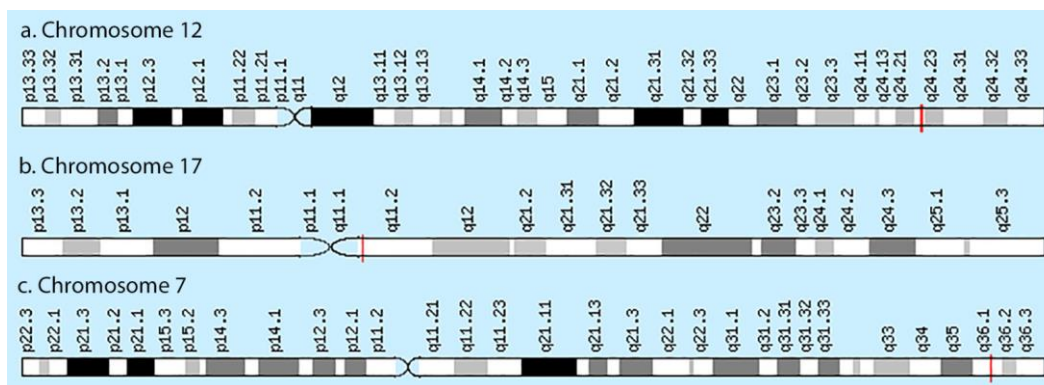 a. Chromosome 12
p13.33 p13.32 p13.31 p13.2 p13.1 p12.3 p12.1 p11.22 p11.21 p11.1 q11 q12 q13.11 q13.12 q13.13 q14.1 q14.2 q14.3 q15 q21.1 q21.2 q21.31 q21.32 q21.33 q22 q23.1 q23.2 q23.3 q24.11 q24.13 q24.21 q24.23 q24.31 q24.32 q24.33
b. Chromosome 17
p13.3 p13.2 p13.1 p12 p11.2 p11.1 q11.1 q11.2 q12 q21.2 q21.31 q21.32 q21.33 q22 q23.2 q23.3 q24.1 q24.2 q24.3 q25.1 q25.3
c. Chromosome 7
p22.3 p22.1 p21.3 p21.2 p21.1 p15.3 p15.2 p14.3 p14.1 p12.3 p12.1 p11.2 q11.21 q11.22 q11.23 q21.11 q21.13 q21.3 q22.1 q22.3 q31.1 q31.2 q31.31 q31.32 q31.33 q33 q34 q35 q36.1 q36.2 q36.3